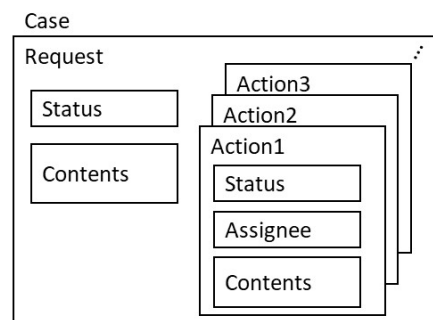 Case
Request
Status
Contents
Action3
Action2
Action1
Status
Assignee
Contents